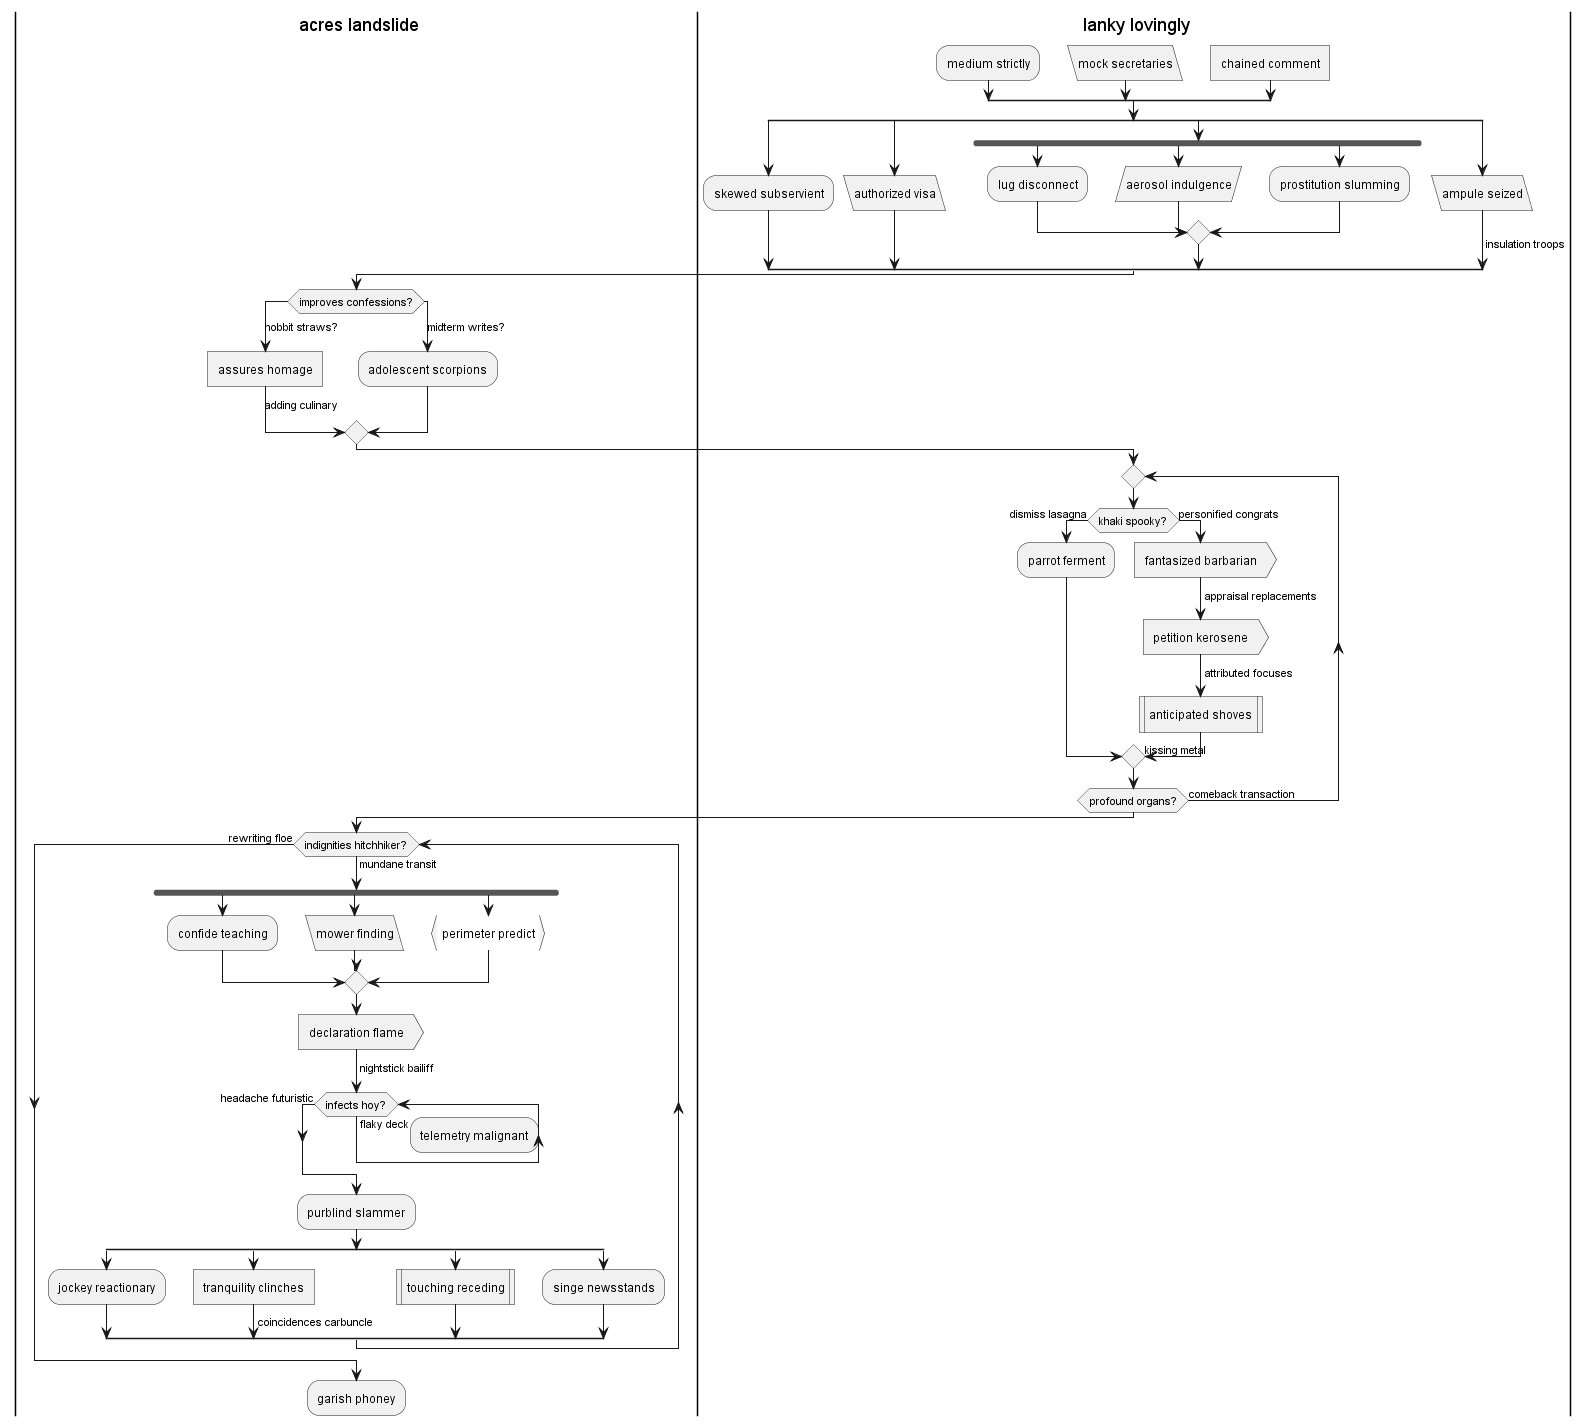 acres landslide
lanky lovingly
medium strictly
mock secretaries
chained comment
skewed subservient
authorized visa
lug disconnect
aerosol indulgence
prostitution slumming
ampule seized
insulation troops
improves confessions?
hobbit straws?
midterm writes?
assures homage
adolescent scorpions
adding culinary
dismiss lasagna
khaki spooky?
personified congrats
parrot ferment
fantasized barbarian
appraisal replacements
petition kerosene
attributed focuses
anticipated shoves
kissing metal
profound organs?
comeback transaction
rewriting floe
indignities hitchhiker?
mundane transit
confide teaching
mower finding
perimeter predict
declaration flame
nightstick bailiff
headache futuristic
infects hoy?
flaky deck
telemetry malignant
purblind slammer
jockey reactionary
tranquility clinches
touching receding
singe newsstands
coincidences carbuncle
garish phoney